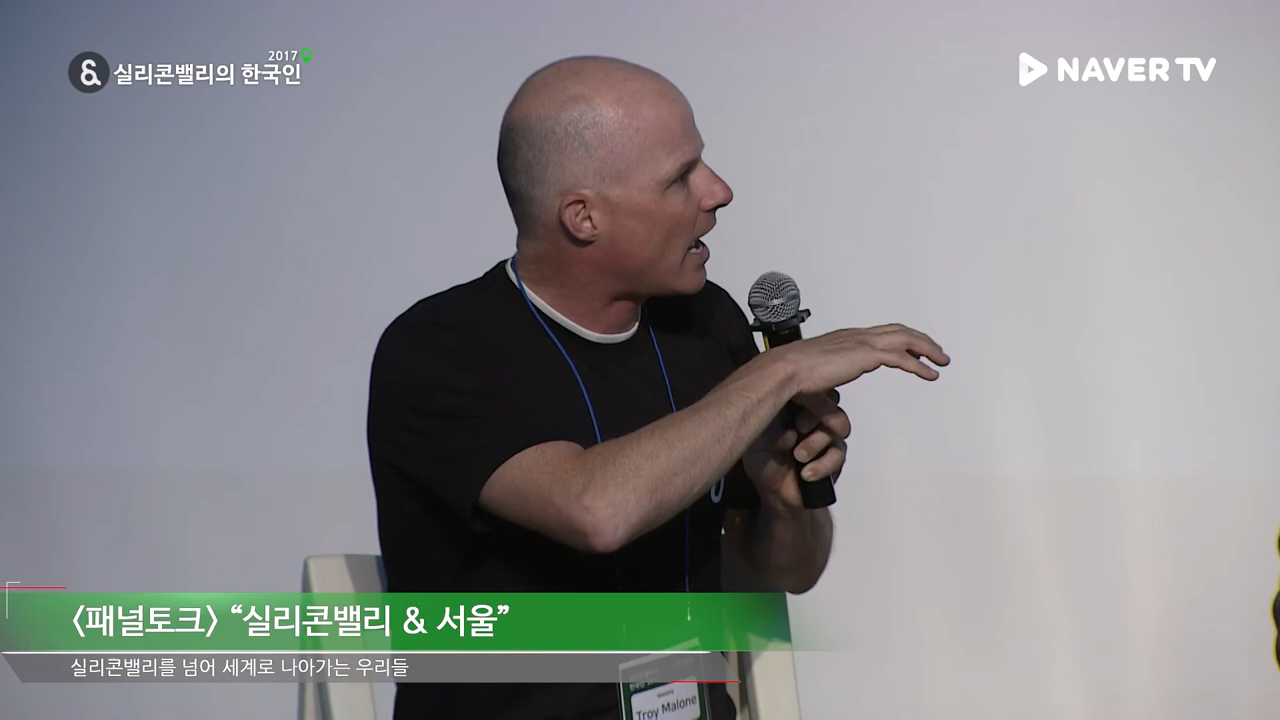 2017
실리콘밸리의 한국인
NAVER TV
<패널토크> “실리콘밸리 & 서울”
실리콘밸리를 넘어 세계로 나아가는 우리들
Troy Malone